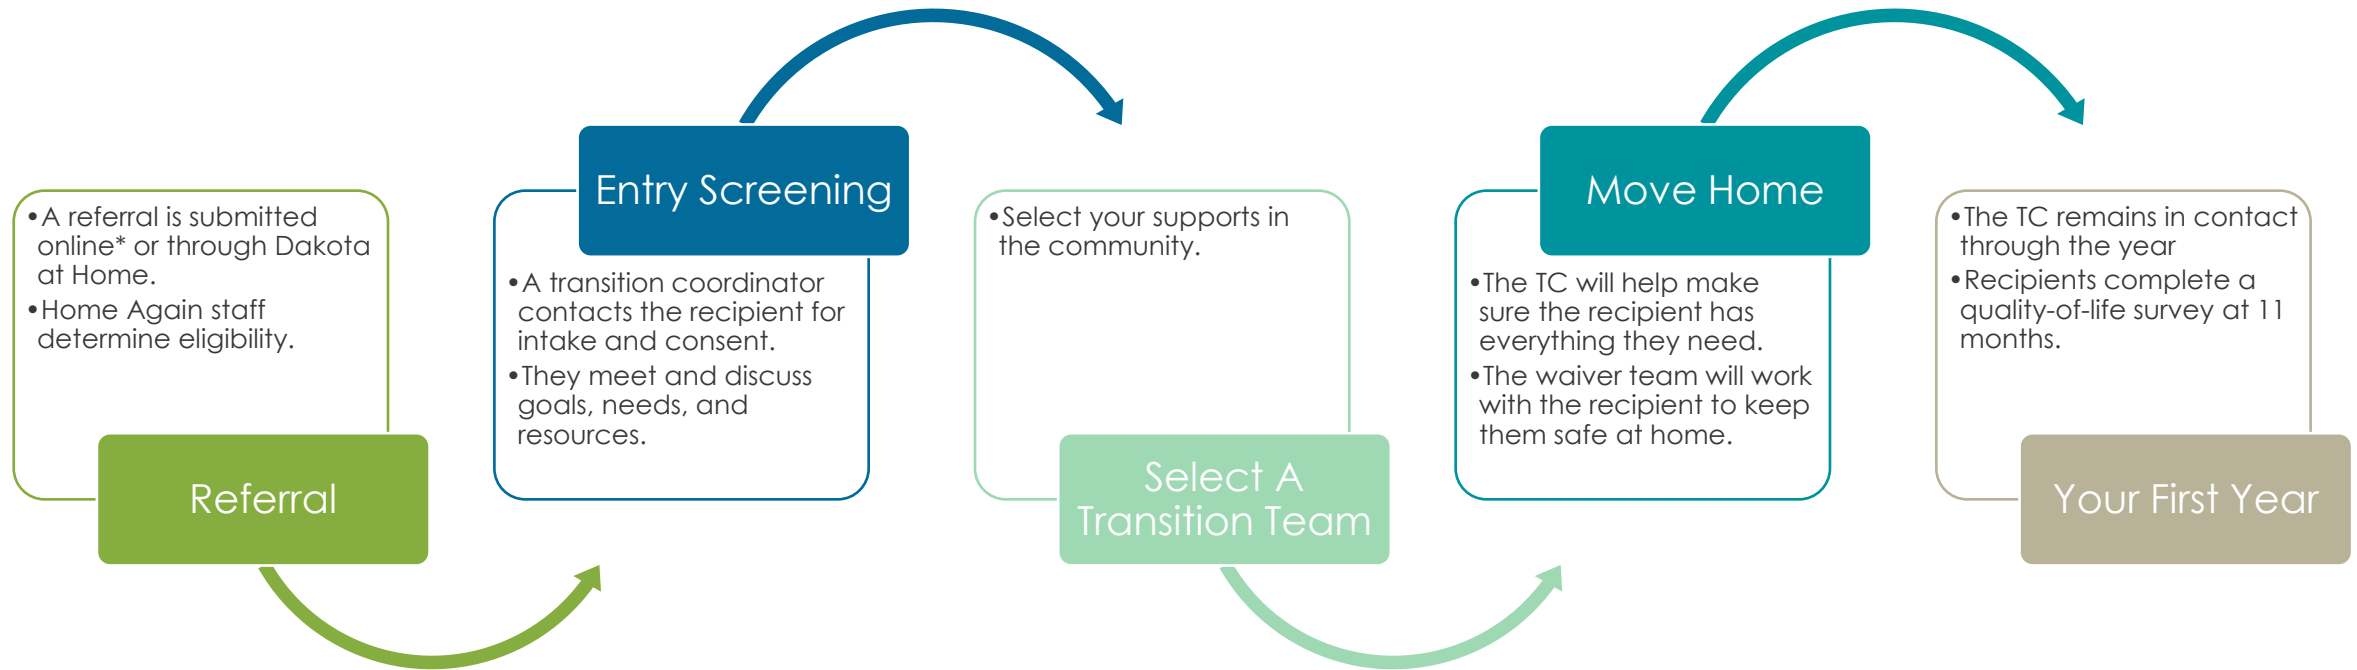 •A referral is submitted
online* or through Dakota
at Home.
•Home Again staff
determine eligibility.
Referral
Entry Screening
•A transition coordinator
contacts the recipient for
intake and consent.
•They meet and discuss
goals, needs, and
resources.
•Select your supports in
the community.
Select A
Transition Team
Move Home
•The TC will help make
sure the recipient has
everything they need.
•The waiver team will work
with the recipient to keep
them safe at home.
•The TC remains in contact
through the year
•Recipients complete a
quality-of-life survey at 11
months.
Your First Year